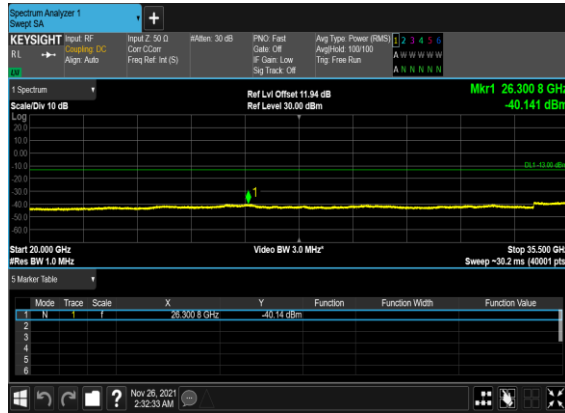 Spectrum Analyzer 1
Swept SA
+
KEYSIGHT Input: RF Input Z: 50 Ω #Atten: 30 dB PNO: Fast Avg Type: Power (RMS) 1 2 3 4 5 6
RL Coupling: DC Corr CCorr Gate: Off Avg|Hold: 100/100 A W W W W W
Align: Auto Freq Ref: Int (S) IF Gain: Low Trig: Free Run
Sig Track: Off A N N N N N
1 Spectrum Ref Lvl Offset 11.94 dB Mkr1 26.300 8 GHz
Scale/Div 10 dB Ref Level 30.00 dBm -40.141 dBm
Log
20.0
10.0
0.00
-10.0 DL1 -13.00 dBm
-20.0
-30.0 1
-40.0
-50.0
-60.0
Start 20.000 GHz Video BW 3.0 MHz* Stop 35.500 GHz
#Res BW 1.0 MHz Sweep ~30.2 ms (40001 pts)
5 Marker Table
Mode Trace Scale X Y Function Function Width Function Value
1 N 1 f 26.300 8 GHz -40.14 dBm
2
3
4
5
6
? Nov 26, 2021
2:32:33 AM